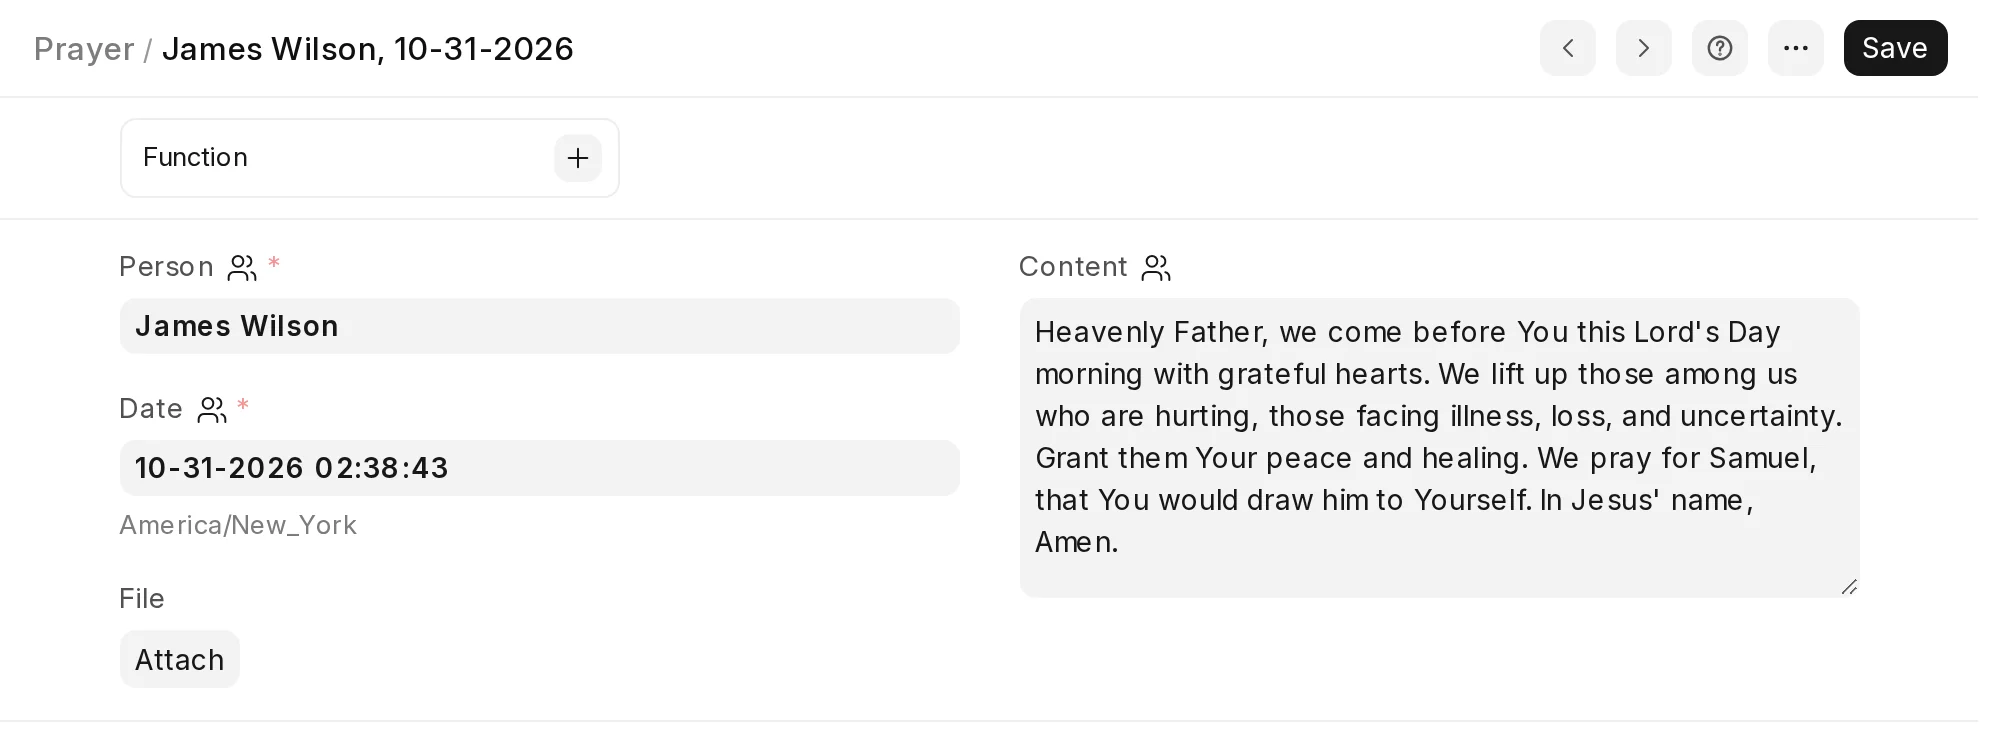 Prayer / James Wilson, 10-31-2026
Save
Function
Person *
James Wilson
Date *
10-31-2026 02:38:43
America/New_York
File
Attach
Content
Heavenly Father, we come before You this Lord's Day
morning with grateful hearts. We lift up those among us
who are hurting, those facing illness, loss, and uncertainty.
Grant them Your peace and healing. We pray for Samuel,
that You would draw him to Yourself. In Jesus' name,
Amen.